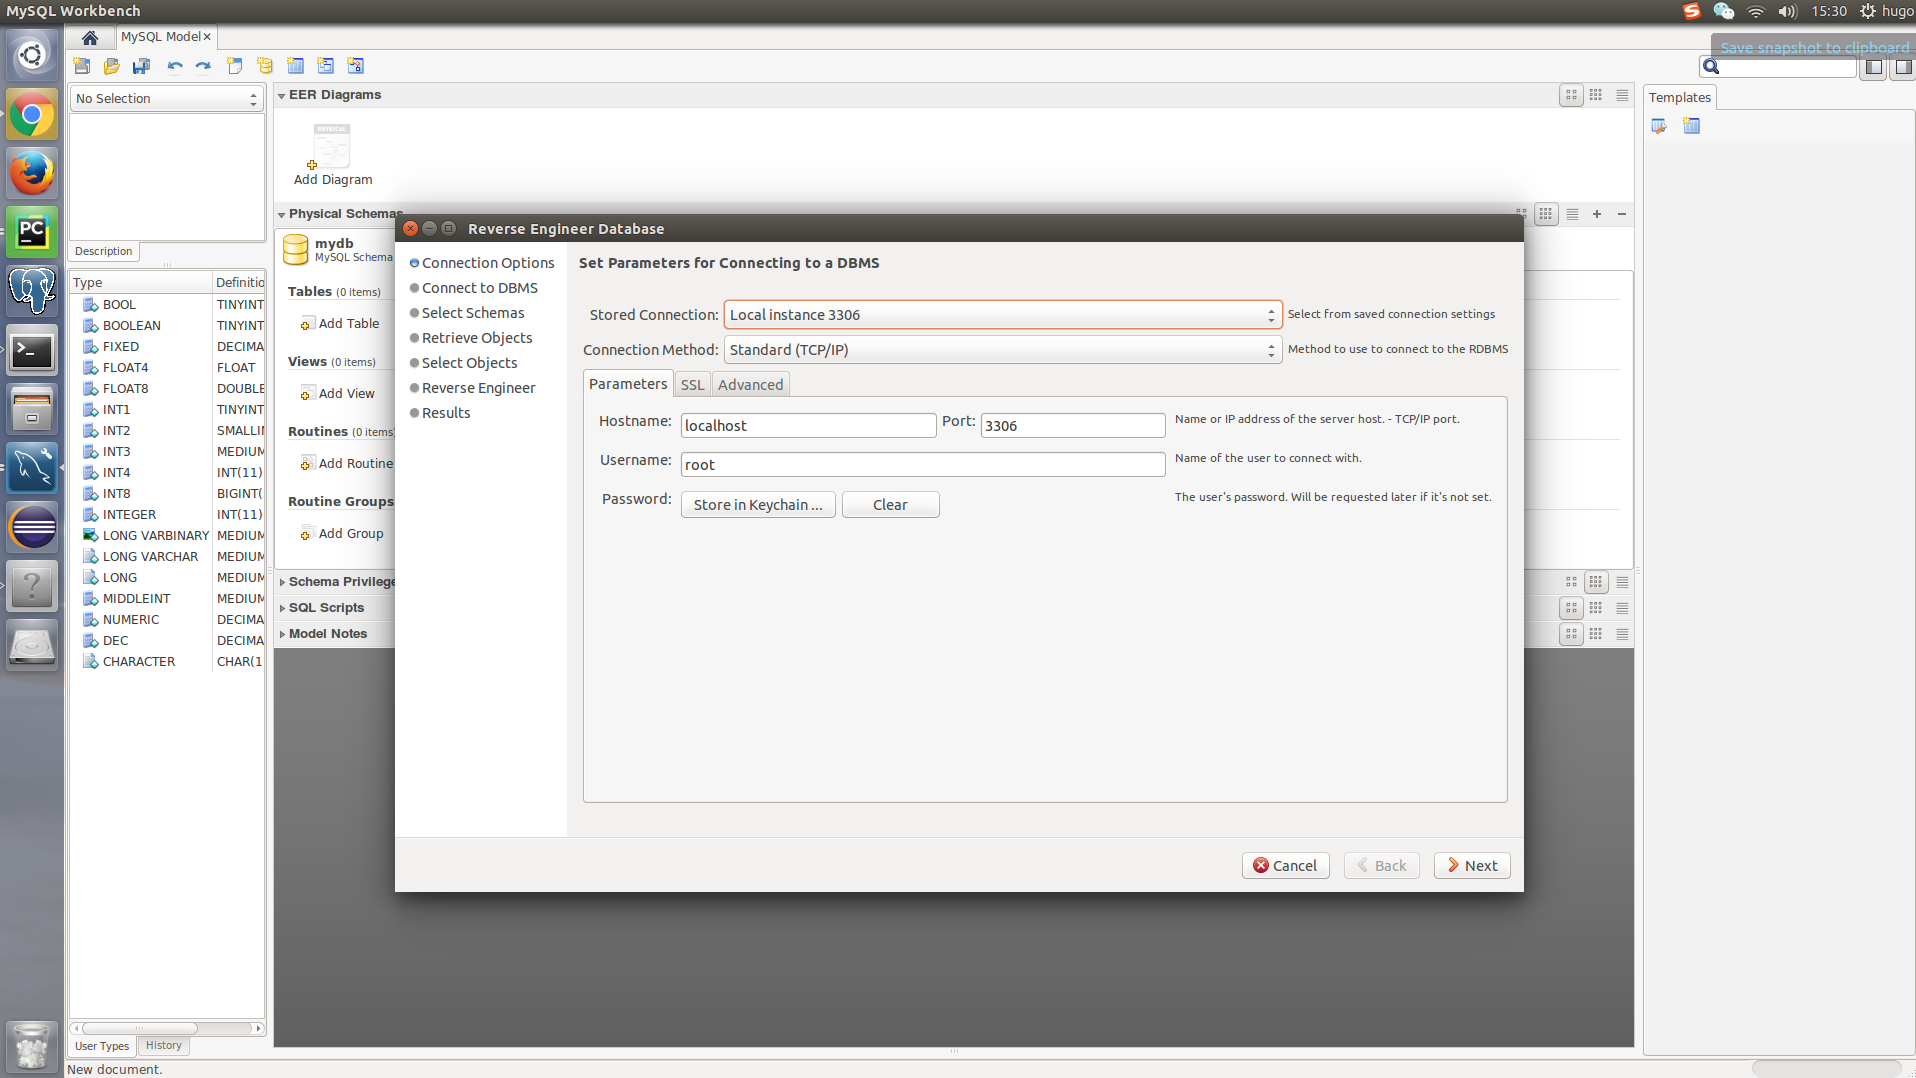 MySQL Workbench
15:30
hugo
MySQL Model
Save snapshot to clipboard
No Selection
Description
Type
Definitio
BOOL
TINYINT
BOOLEAN
TINYINT
FIXED
DECIMA
FLOAT4
FLOAT
FLOAT8
DOUBLE
INT1
TINYINT
INT2
SMALLIN
INT3
MEDIUM
INT4
INT(11)
INT8
BIGINT(
INTEGER
INT(11)
LONG VARBINARY
MEDIUM
LONG VARCHAR
MEDIUM
LONG
MEDIUM
MIDDLEINT
MEDIUM
NUMERIC
DECIMA
DEC
DECIMA
CHARACTER
CHAR(1
User Types
History
New document.
EER Diagrams
PHYSICAL
Add Diagram
Physical Schemas
mydb
MySQL Schema
Tables (0 items)
Add Table
Views (0 items)
Add View
Routines (0 items)
Add Routine
Routine Groups
Add Group
Schema Privilege
SQL Scripts
Model Notes
Templates
Reverse Engineer Database
Connection Options
Connect to DBMS
Select Schemas
Retrieve Objects
Select Objects
Reverse Engineer
Results
Set Parameters for Connecting to a DBMS
Stored Connection:
Local instance 3306
Select from saved connection settings
Connection Method:
Standard (TCP/IP)
Method to use to connect to the RDBMS
Parameters
SSL
Advanced
Hostname:
localhost
Port:
3306
Name or IP address of the server host. - TCP/IP port.
Username:
root
Name of the user to connect with.
Password:
Store in Keychain ...
Clear
The user's password. Will be requested later if it's not set.
Cancel
Back
Next
PC